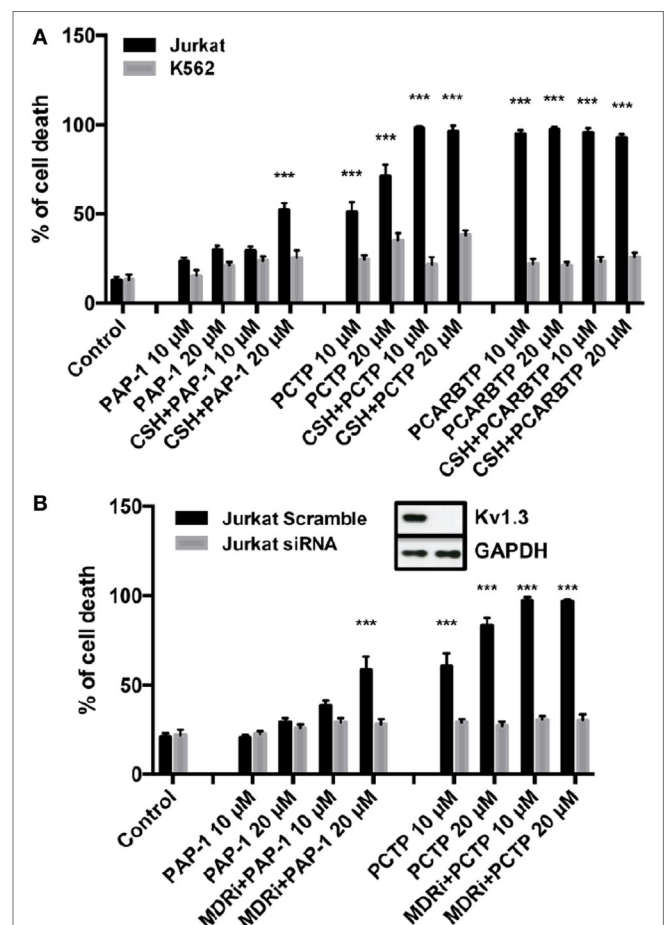 A
150
100
50
0
% of cell death
Jurkat
K562
***
***
***
***
***
***
***
***
***
Control
PAP-1 10 µM
PAP-1 20 µM
CSH+PAP-1 10 µM
CSH+PAP-1 20 µM
PCTP 10 µM
PCTP 20 µM
CSH+PCTP 10 µM
CSH+PCTP 20 µM
PCARBTP 10 µM
PCARBTP 20 µM
CSH+PCARBTP 10 µM
CSH+PCARBTP 20 µM
B
150
100
50
0
% of cell death
Jurkat Scramble
Jurkat siRNA
Kv1.3
GAPDH
***
***
***
***
***
Control
PAP-1 10 µM
PAP-1 20 µM
MDRi+PAP-1 10 µM
MDRi+PAP-1 20 µM
PCTP 10 µM
PCTP 20 µM
MDRi+PCTP 10 µM
MDRi+PCTP 20 µM